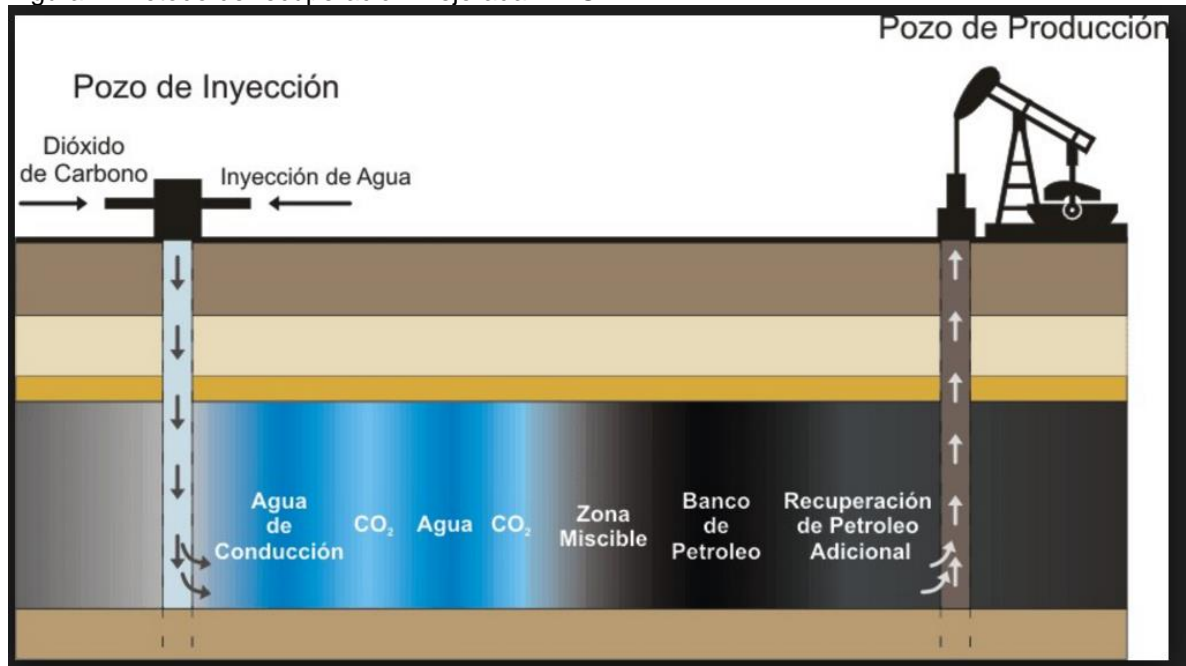 Pozo de Producción
Pozo de Inyección
Dióxido
de Carbono
Inyección de Agua
Agua
de
Conducción
CO₂
Agua
CO₂
Zona
Miscible
Banco
de
Petroleo
Recuperación
de Petroleo
Adicional